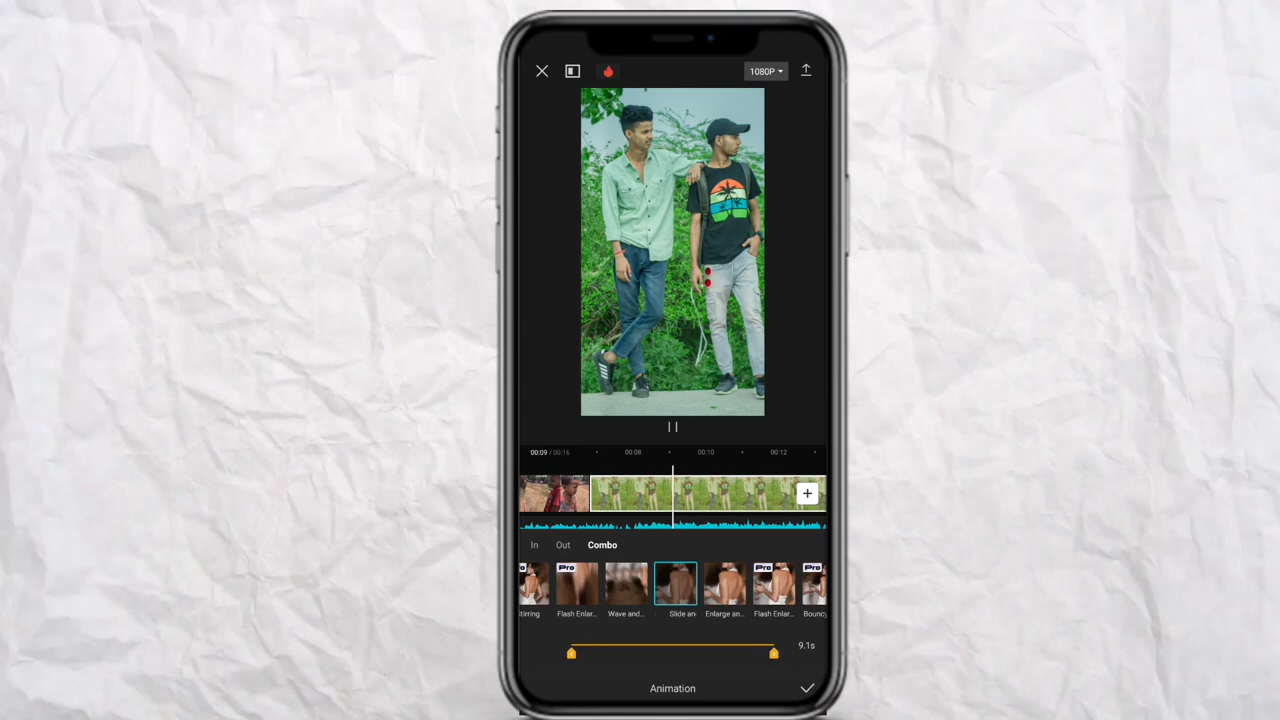 1080P
00:09 / 00:16
00:08
00:10
00:12
In
Out
Combo
Pro
Pro
Pro
Flash Enlar...
Wave and...
Slide an
Enlarge an...
Flash Enlar...
Bouncy
9.1s
Animation